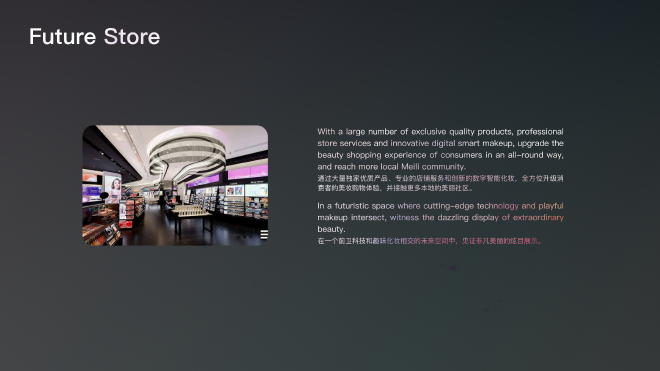 Future Store
With a large number of exclusive quality products, professional
store services and innovative digital smart makeup, upgrade the
beauty shopping experience of consumers in an all-round way,
and reach more local Meili community.
通过大量独家优质产品、专业的店铺服务和创新的数字智能化妆，全方位升级消
费者的美妆购物体验，并接触更多本地的美丽社区。
In a futuristic space where cutting-edge technology and playful
makeup intersect, witness the dazzling display of extraordinary
beauty.
在一个前卫科技和趣味化妆相交的未来空间中，见证非凡美丽的炫目展示。